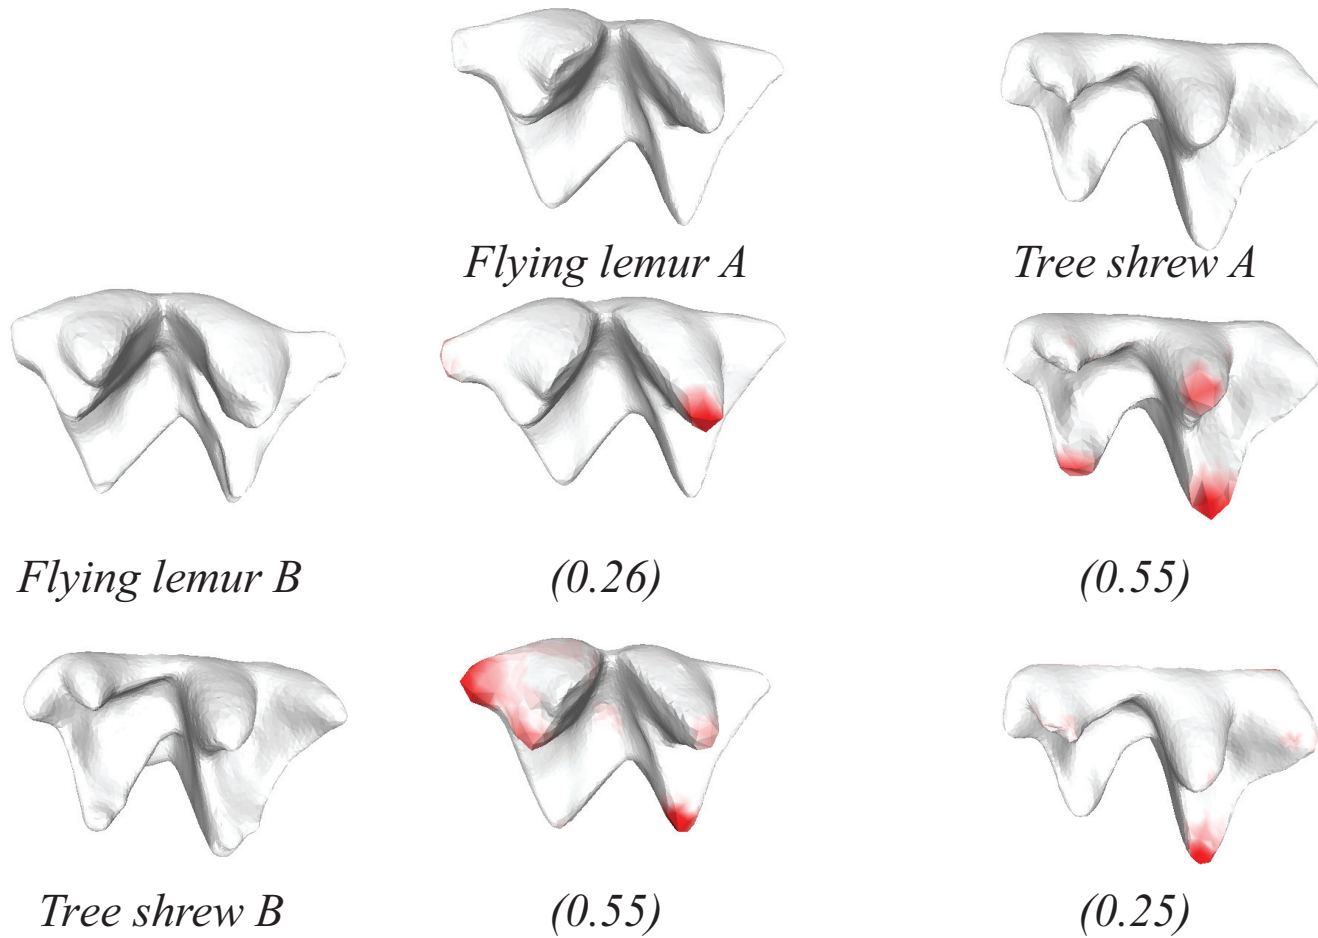 Flying lemur A
Tree shrew A
Flying lemur B
(0.26)
(0.55)
Tree shrew B
(0.55)
(0.25)